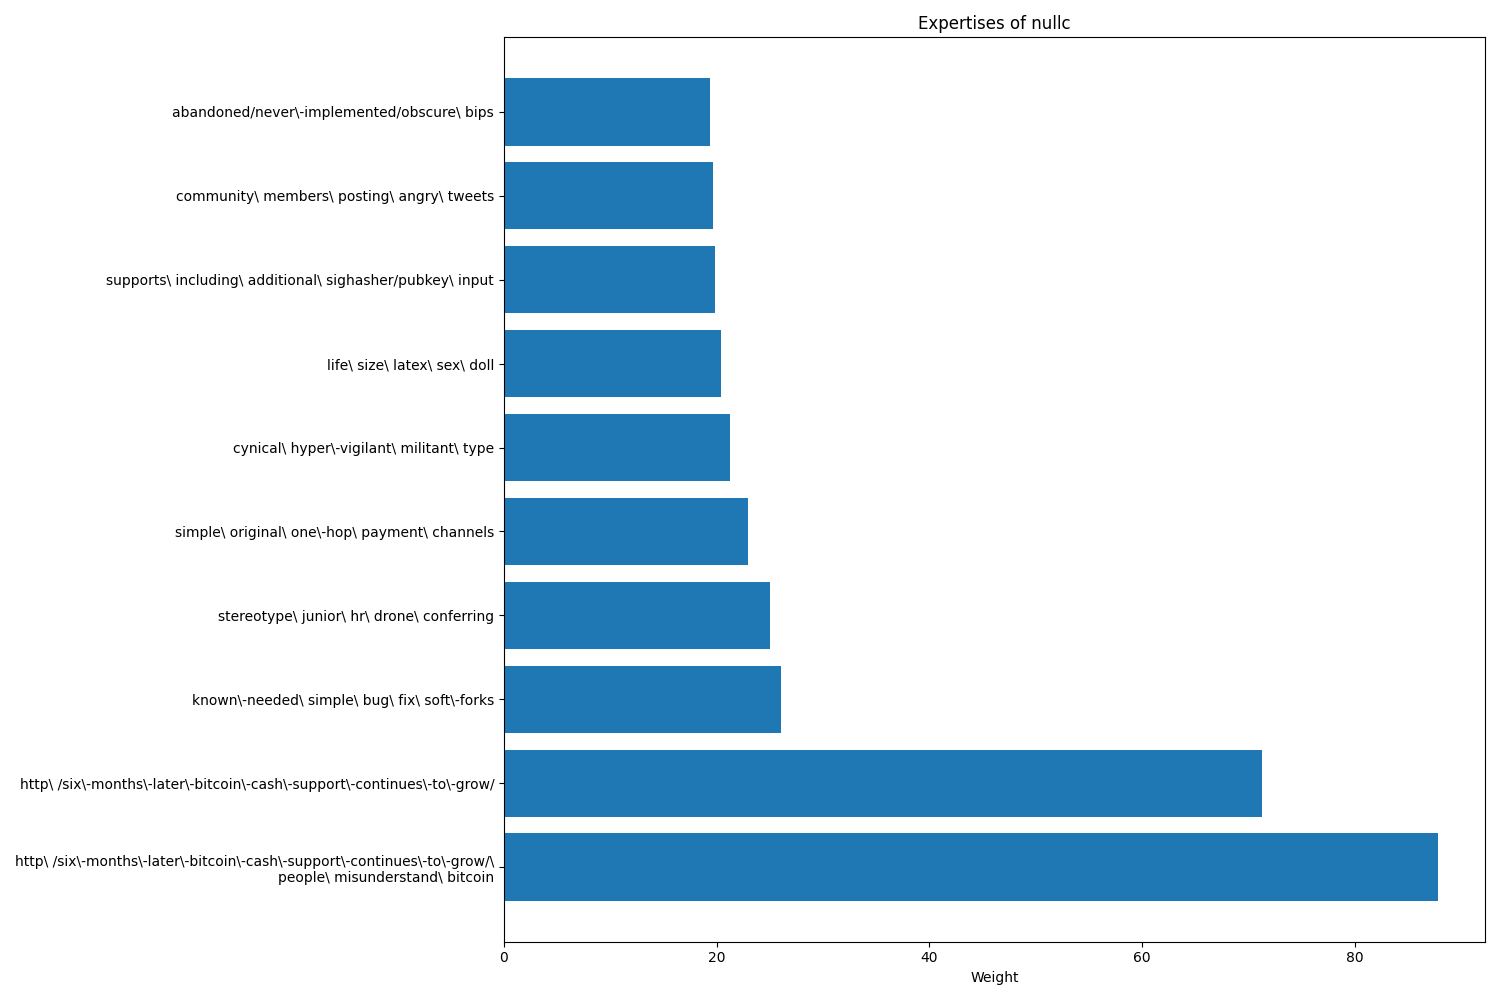 Expertises of nullc
abandoned/never\-implemented/obscure\ bips
community\ members\ posting\ angry\ tweets
supports\ including\ additional\ sighasher/pubkey\ input
life\ size\ latex\ sex\ doll
cynical\ hyper\-vigilant\ militant\ type
simple\ original\ one\-hop\ payment\ channels
stereotype\ junior\ hr\ drone\ conferring
known\-needed\ simple\ bug\ fix\ soft\-forks
http\ /six\-months\-later\-bitcoin\-cash\-support\-continues\-to\-grow/
http\ /six\-months\-later\-bitcoin\-cash\-support\-continues\-to\-grow/\
people\ misunderstand\ bitcoin
0 20 40 60 80
Weight